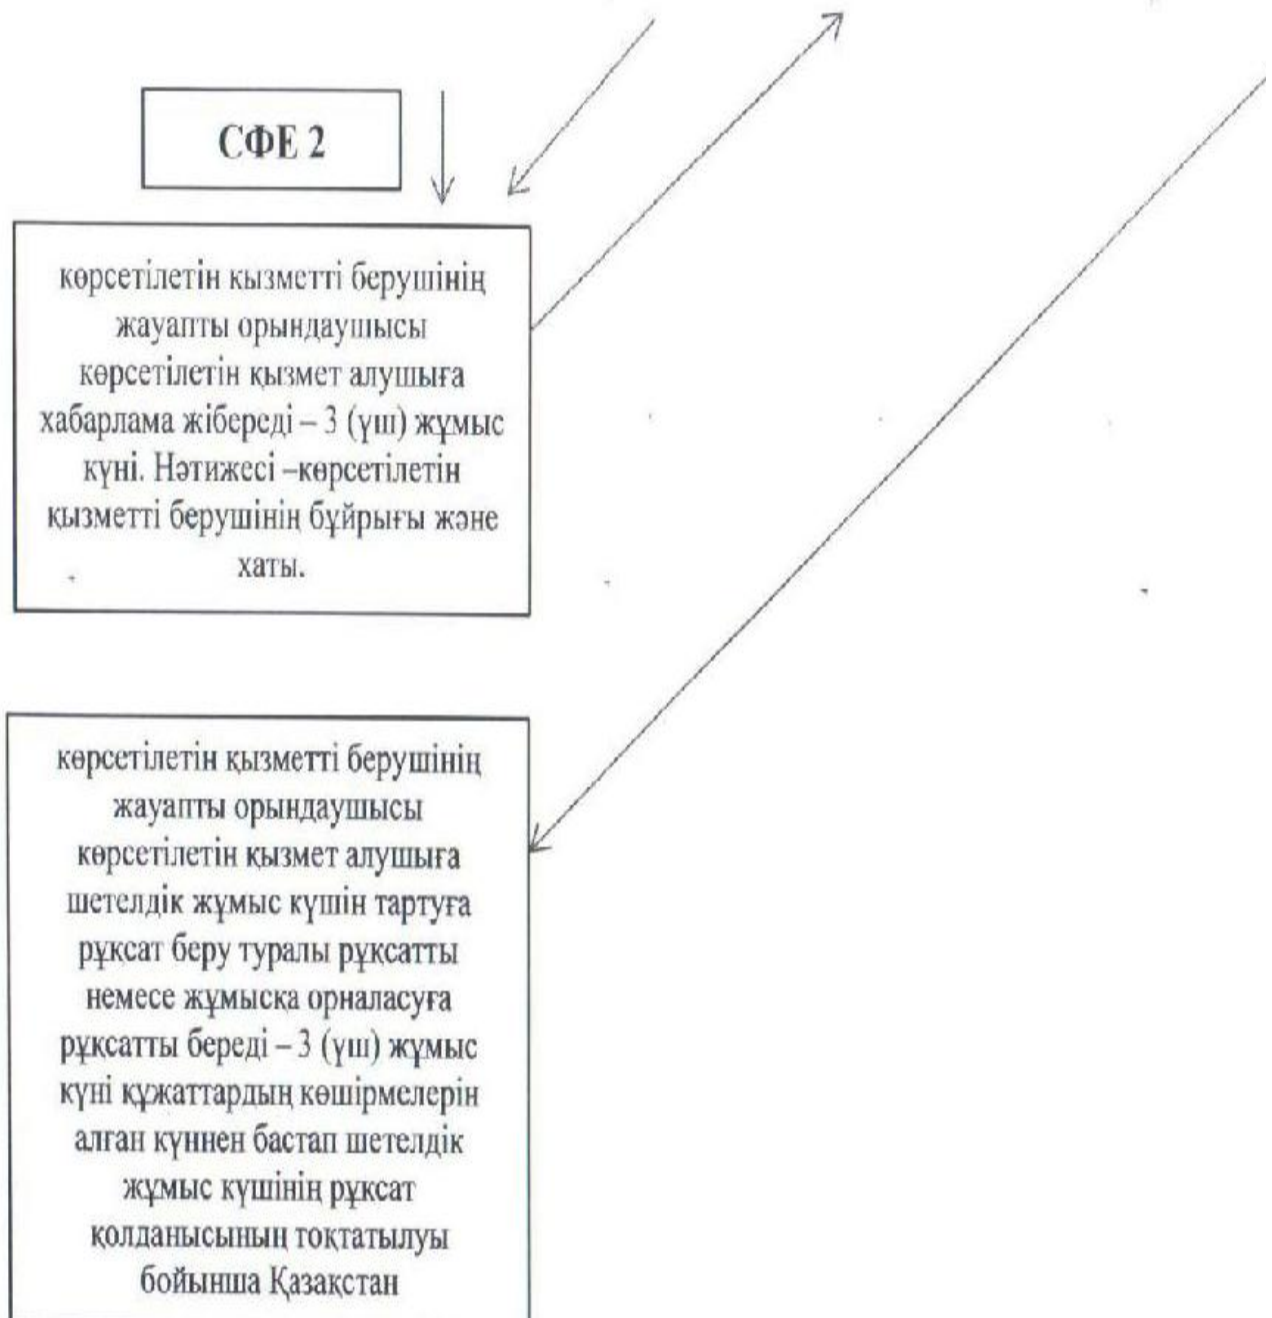 СФЕ 2
көрсетілетін қызметті берушінің
жауапты орындаушысы
көрсетілетін қызмет алушыға
хабарлама жібереді – 3 (үш) жұмыс
күні. Нәтижесі –көрсетілетін
қызметті берушінің бұйрығы және
хаты.
көрсетілетін қызметті берушінің
жауапты орындаушысы
көрсетілетін қызмет алушыға
шетелдік жұмыс күшін тартуға
рұқсат беру туралы рұқсатты
немесе жұмысқа орналасуға
рұқсатты береді – 3 (үш) жұмыс
күні құжаттардың көшірмелерін
алған күннен бастап шетелдік
жұмыс күшінің рұқсат
қолданысының тоқтатылуы
бойынша Қазақстан